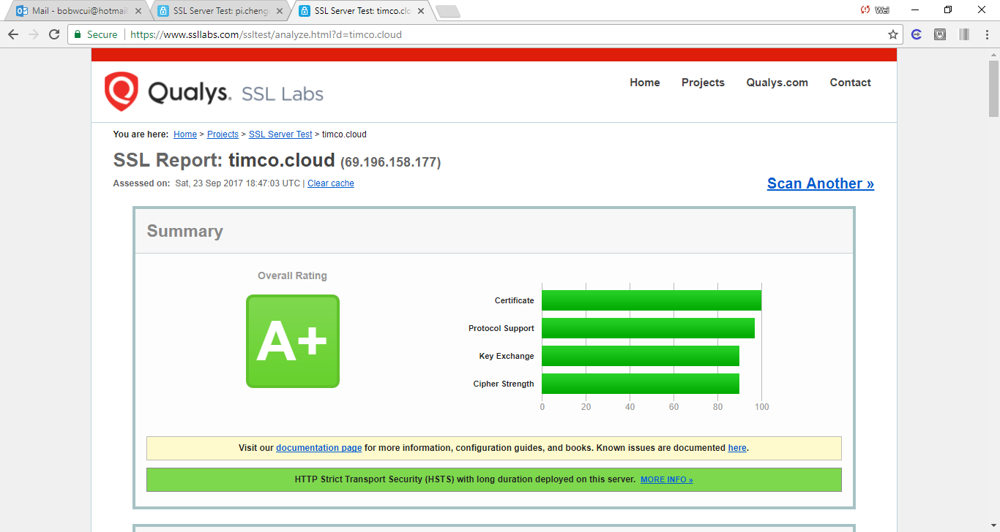 Mail - bobwcui@hotmail
SSL Server Test: pi.cheng
SSL Server Test: timco.clo
Wei
Secure
https://www.ssllabs.com/ssltest/analyze.html?d=timco.cloud
Qualys. SSL Labs
Home Projects Qualys.com Contact
You are here: Home > Projects > SSL Server Test > timco.cloud
SSL Report: timco.cloud (69.196.158.177)
Assessed on: Sat, 23 Sep 2017 18:47:03 UTC | Clear cache
Scan Another »
Summary
Overall Rating
A+
Certificate
Protocol Support
Key Exchange
Cipher Strength
0 20 40 60 80 100
Visit our documentation page for more information, configuration guides, and books. Known issues are documented here.
HTTP Strict Transport Security (HSTS) with long duration deployed on this server. MORE INFO »